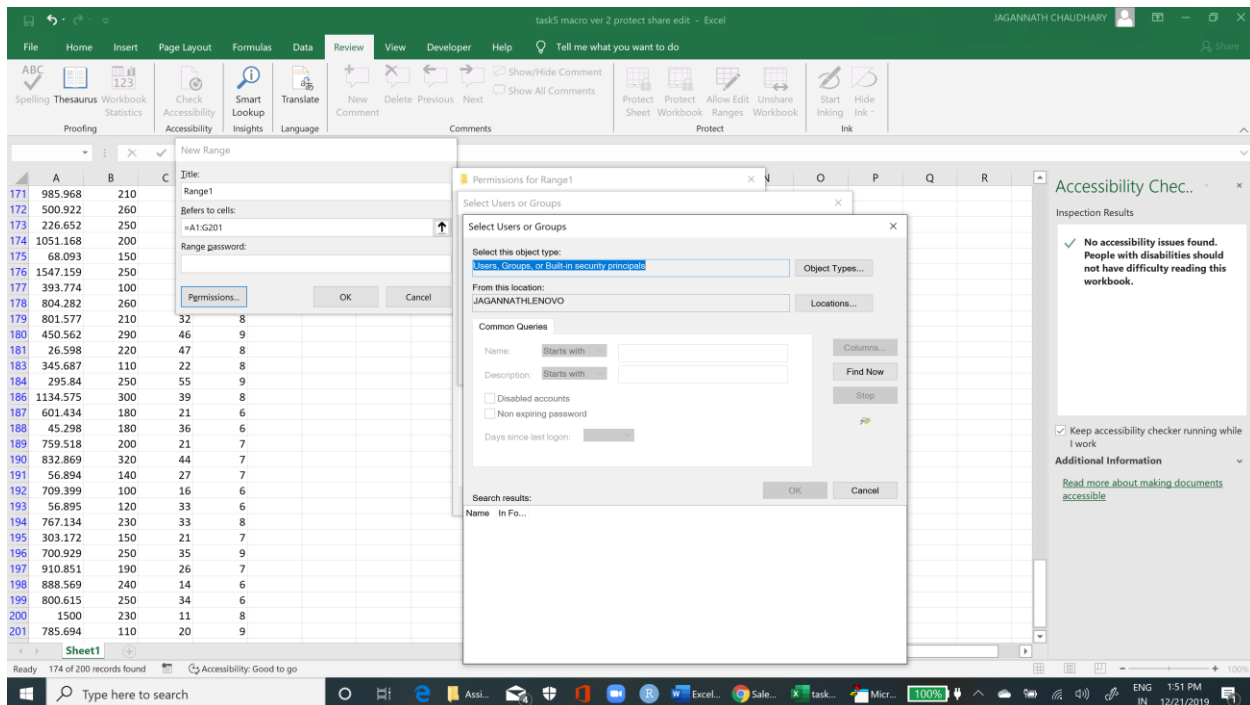 task5 macro ver 2 protect share edit - Excel
JAGANNATH CHAUDHARY
File Home Insert Page Layout Formulas Data Review View Developer Help Tell me what you want to do Share
ABC
Spelling Thesaurus Workbook Statistics
123
Check Accessibility
Smart Lookup
Translate
New Comment
Delete Previous Next
Show/Hide Comment
Show All Comments
Protect Sheet
Protect Workbook
Allow Edit Ranges
Unshare Workbook
Start Inking
Hide Ink
Proofing Accessibility Insights Language Comments Protect Ink
New Range
Title:
Range1
Refers to cells:
=A1:G201
Range password:
Permissions... OK Cancel
Permissions for Range1
Select Users or Groups
Select Users or Groups
Select this object type:
Users, Groups, or Built-in security principals
Object Types...
From this location:
JAGANNATHLENOVO
Locations...
Common Queries
Name: Starts with
Description: Starts with
Disabled accounts
Non expiring password
Days since last logon:
Columns...
Find Now
Stop
OK Cancel
Search results:
Name In Fo...
A B C N O P Q R
171 985.968 210
172 500.922 260
173 226.652 250
174 1051.168 200
175 68.093 150
176 1547.159 250
177 393.774 100
178 804.282 260
179 801.577 210 32 8
180 450.562 290 46 9
181 26.598 220 47 8
183 345.687 110 22 8
184 295.84 250 55 9
186 1134.575 300 39 8
187 601.434 180 21 6
188 45.298 180 36 6
189 759.518 200 21 7
190 832.869 320 44 7
191 56.894 140 27 7
192 709.399 100 16 6
193 56.895 120 33 6
194 767.134 230 33 8
195 303.172 150 21 7
196 700.929 250 35 9
197 910.851 190 26 7
198 888.569 240 14 6
199 800.615 250 34 6
200 1500 230 11 8
201 785.694 110 20 9
Accessibility Chec..
Inspection Results
No accessibility issues found.
People with disabilities should
not have difficulty reading this
workbook.
Keep accessibility checker running while
I work
Additional Information
Read more about making documents
accessible
Sheet1
Ready 174 of 200 records found Accessibility: Good to go 100%
Type here to search
Assi... Excel... Sale... task... Micr... 100% ENG 1:51 PM
IN 12/21/2019